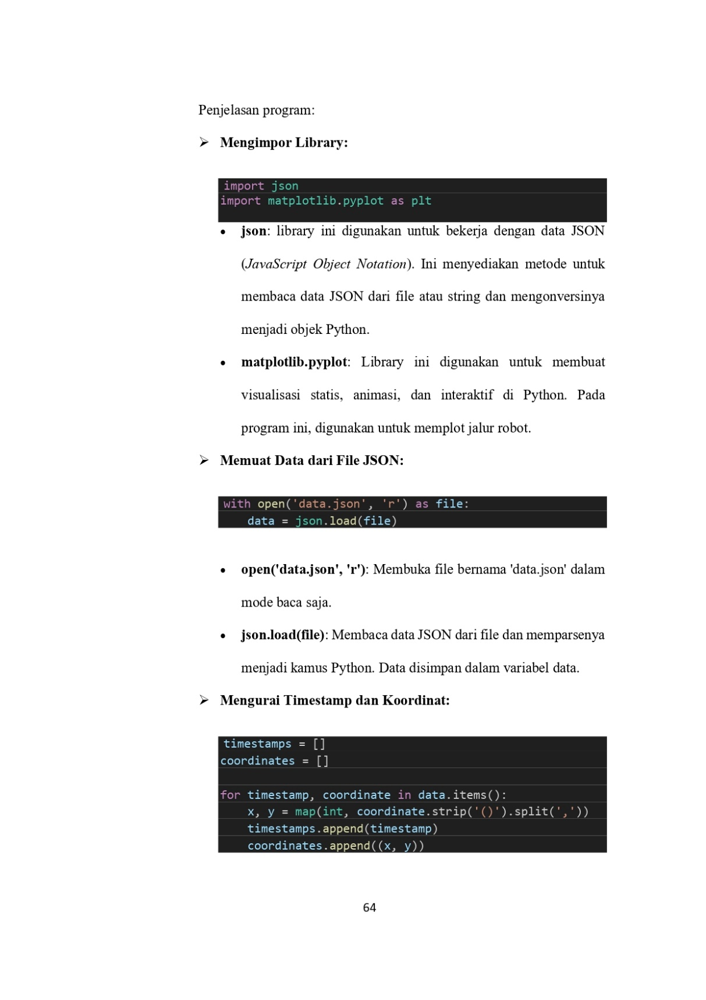 Penjelasan program:
➢ Mengimpor Library:
import json
import matplotlib.pyplot as plt
• json: library ini digunakan untuk bekerja dengan data JSON
(JavaScript Object Notation). Ini menyediakan metode untuk
membaca data JSON dari file atau string dan mengonversinya
menjadi objek Python.
• matplotlib.pyplot: Library ini digunakan untuk membuat
visualisasi statis, animasi, dan interaktif di Python. Pada
program ini, digunakan untuk memplot jalur robot.
➢ Memuat Data dari File JSON:
with open('data.json', 'r') as file:
    data = json.load(file)
• open('data.json', 'r'): Membuka file bernama 'data.json' dalam
mode baca saja.
• json.load(file): Membaca data JSON dari file dan memparsenya
menjadi kamus Python. Data disimpan dalam variabel data.
➢ Mengurai Timestamp dan Koordinat:
timestamps = []
coordinates = []
for timestamp, coordinate in data.items():
    x, y = map(int, coordinate.strip('()').split(','))
    timestamps.append(timestamp)
    coordinates.append((x, y))
64